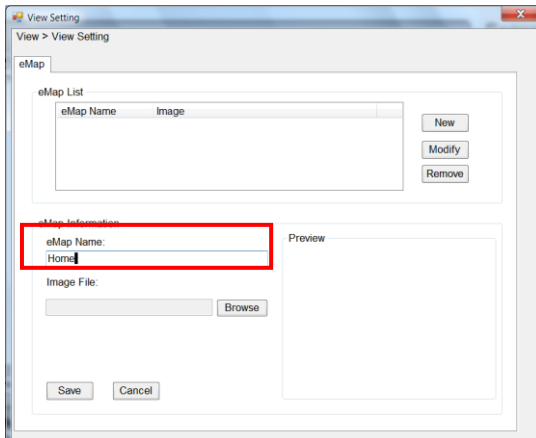 View Setting
View > View Setting
eMap
eMap List
eMap Name Image
New
Modify
Remove
eMap Information
eMap Name:
Preview
Home
Image File:
Browse
Save Cancel